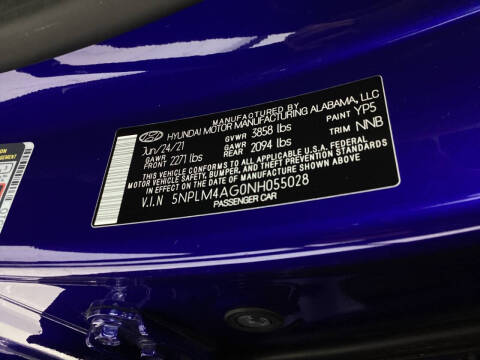 MANUFACTURED BY
HYUNDAI MOTOR MANUFACTURING ALABAMA, LLC
Jun/24/21 GVWR 3858 lbs PAINT YP5
GAWR FRONT 2271 lbs GAWR REAR 2094 lbs TRIM NNB
THIS VEHICLE CONFORMS TO ALL APPLICABLE U.S.A. FEDERAL
MOTOR VEHICLE SAFETY, BUMPER, AND THEFT PREVENTION STANDARDS
IN EFFECT ON THE DATE OF MANUFACTURE SHOWN ABOVE.
V.I.N 5NPLM4AG0NH055028
PASSENGER CAR